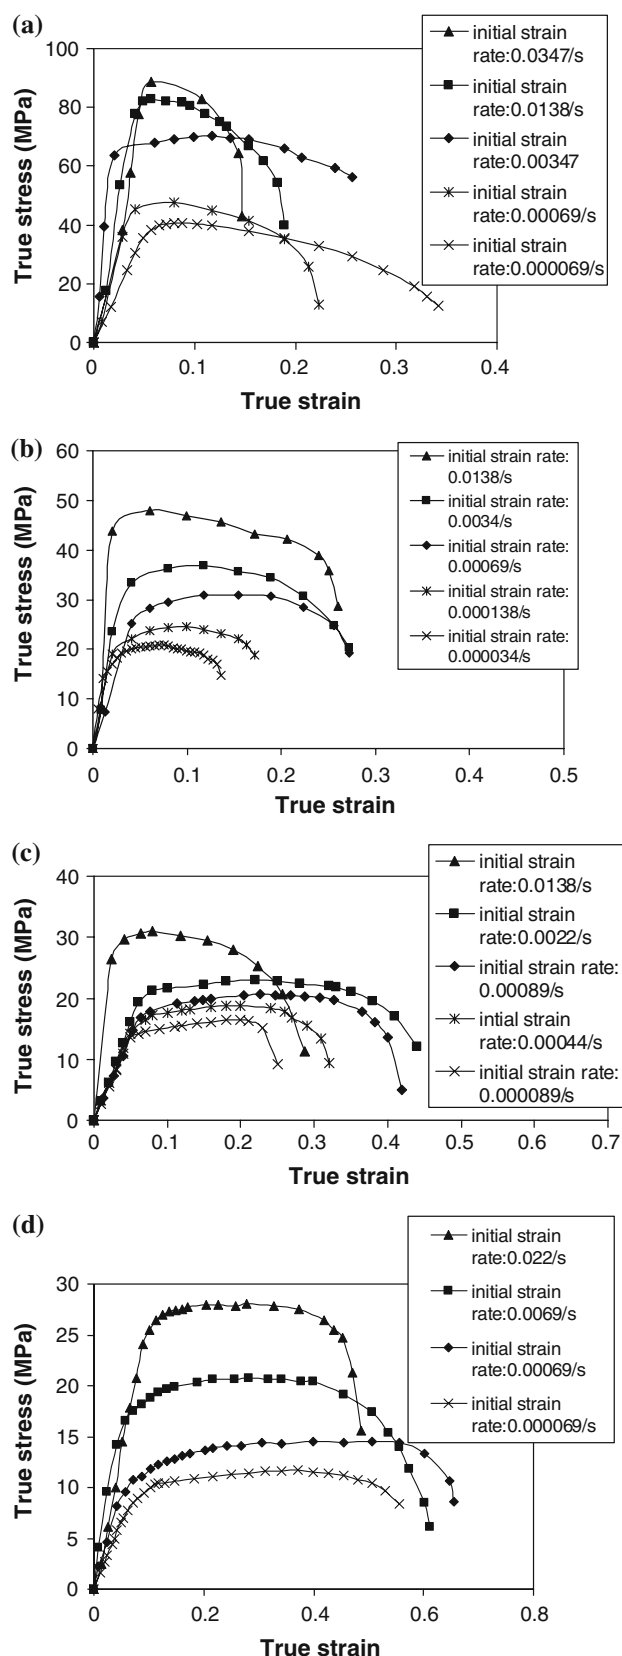 (a)
initial strain
rate:0.0347/s
initial strain
rate:0.0138/s
initial strain
rate:0.00347
initial strain
rate:0.00069/s
initial strain
rate:0.000069/s
True stress (MPa)
100
80
60
40
20
0
0 0.1 0.2 0.3 0.4
True strain
(b)
initial strain rate:
0.0138/s
initial strain rate:
0.0034/s
initial strain rate:
0.00069/s
initial strain rate:
0.000138/s
initial strain rate:
0.000034/s
True stress (MPa)
60
50
40
30
20
10
0
0 0.1 0.2 0.3 0.4 0.5
True strain
(c)
initial strain
rate:0.0138/s
initial strain
rate:0.0022/s
initial strain rate:
0.00089/s
intial strain
rate:0.00044/s
initial strain rate:
0.000089/s
True stress (MPa)
40
30
20
10
0
0 0.1 0.2 0.3 0.4 0.5 0.6 0.7
True strain
(d)
initial strain
rate:0.022/s
initial strain
rate:0.0069/s
initial strain
rate:0.00069/s
initial strain
rate:0.000069/s
True stress (MPa)
30
25
20
15
10
5
0
0 0.2 0.4 0.6 0.8
True strain